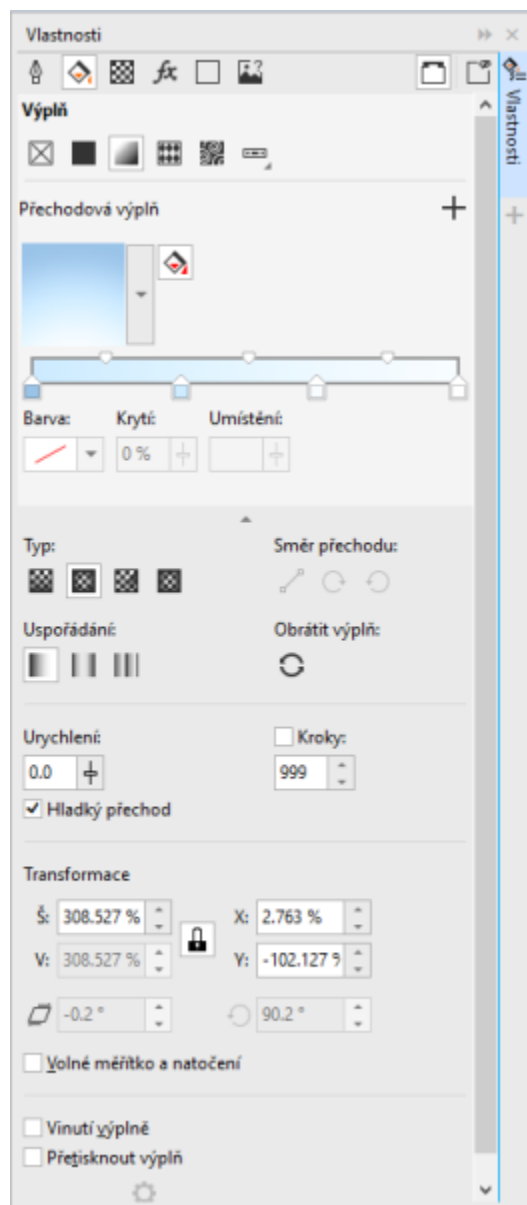 Vlastnosti
Vlastnosti
Výplň
Přechodová výplň
Barva: Krytí: Umístění:
0 %
Typ: Směr přechodu:
Uspořádání: Obrátit výplň:
Urychlení: Kroky:
0.0 999
Hladký přechod
Transformace
Š: 308.527 % X: 2.763 %
V: 308.527 % Y: -102.127 %
-0.2 ° 90.2 °
Volné měřítko a natočení
Vinutí výplně
Přetisknout výplň